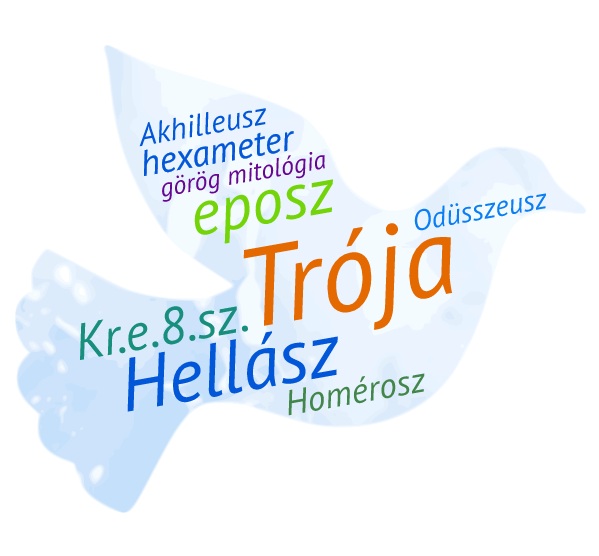 Akhilleusz
hexameter
görög mitológia
eposz
Odüsszeusz
Trója
Kr.e.8.sz.
Hellász
Homérosz